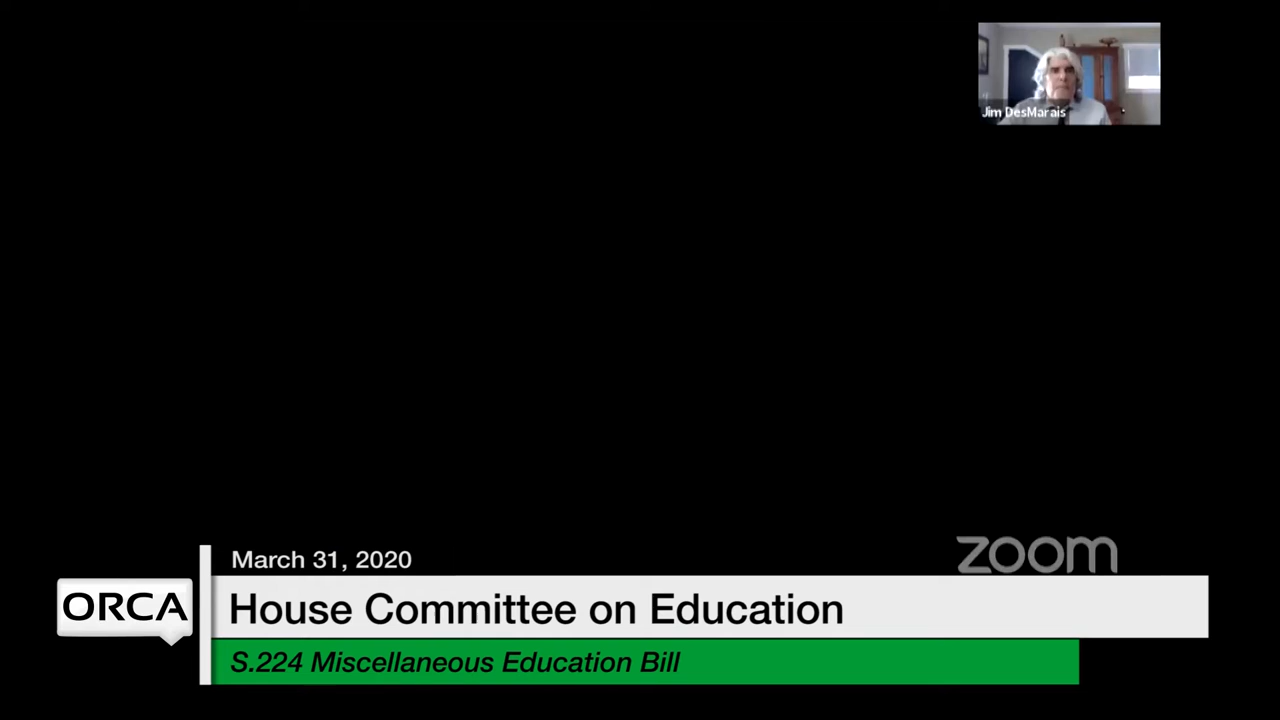 Jim DesMarais
zoom
March 31, 2020
ORCA
House Committee on Education
S.224 Miscellaneous Education Bill